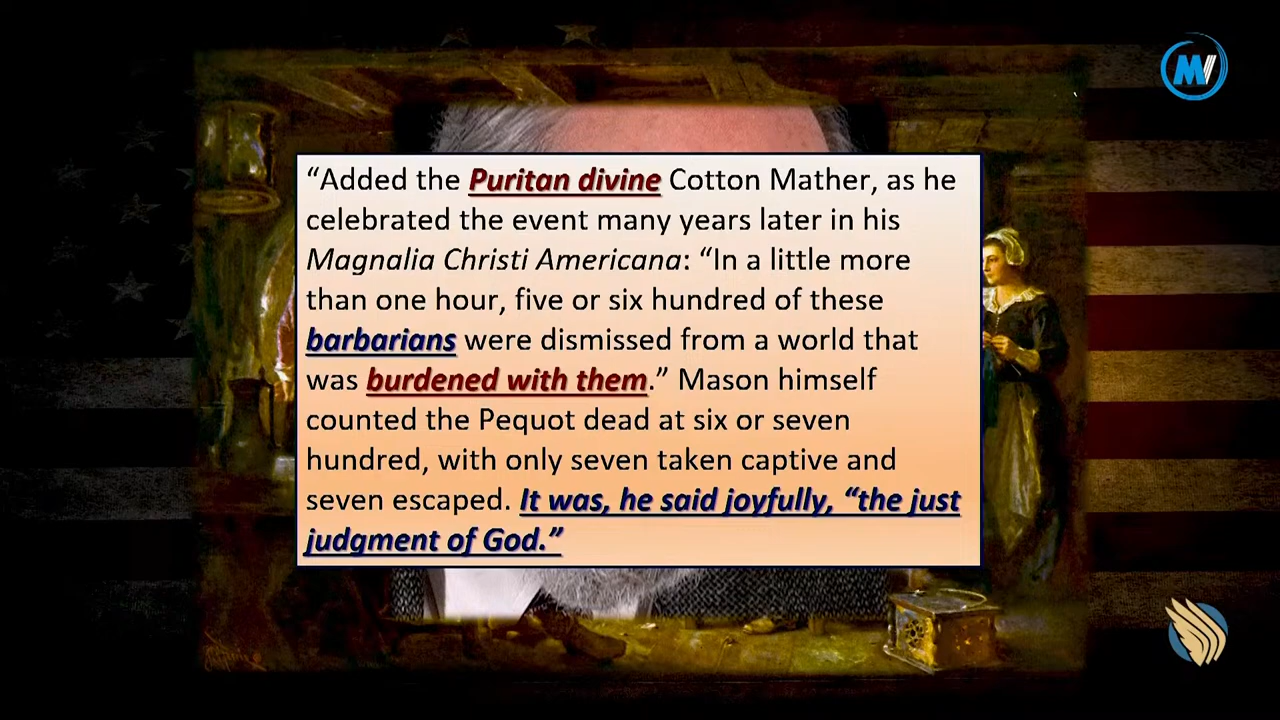 “Added the Puritan divine Cotton Mather, as he
celebrated the event many years later in his
Magnalia Christi Americana: “In a little more
than one hour, five or six hundred of these
barbarians were dismissed from a world that
was burdened with them.” Mason himself
counted the Pequot dead at six or seven
hundred, with only seven taken captive and
seven escaped. It was, he said joyfully, “the just
judgment of God.”
MV